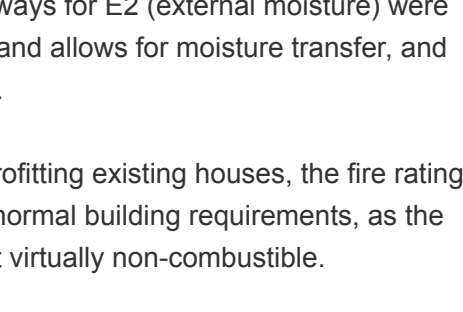 ways for E2 (external moisture) were
and allows for moisture transfer, and
.
rofitting existing houses, the fire rating
normal building requirements, as the
t virtually non-combustible.